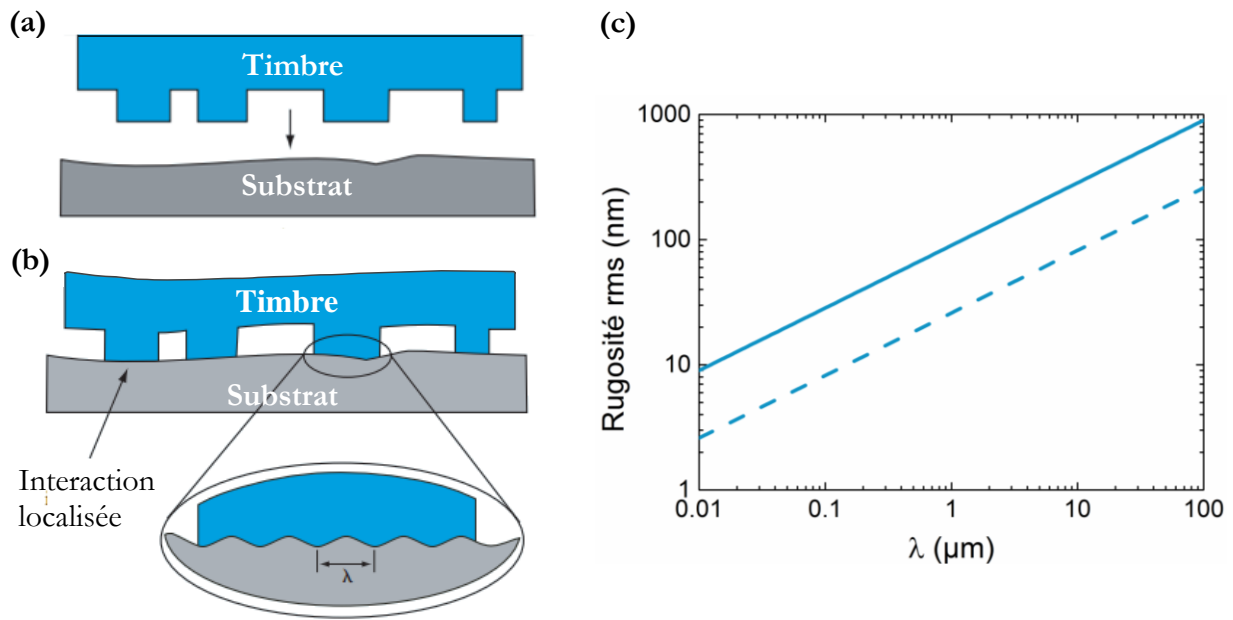 (a)
Timbre
Substrat
(b)
Timbre
Substrat
Interaction
localisée
λ
(c)
Rugosité rms (nm)
1000
100
10
1
0.01
0.1
1
10
100
λ (μm)